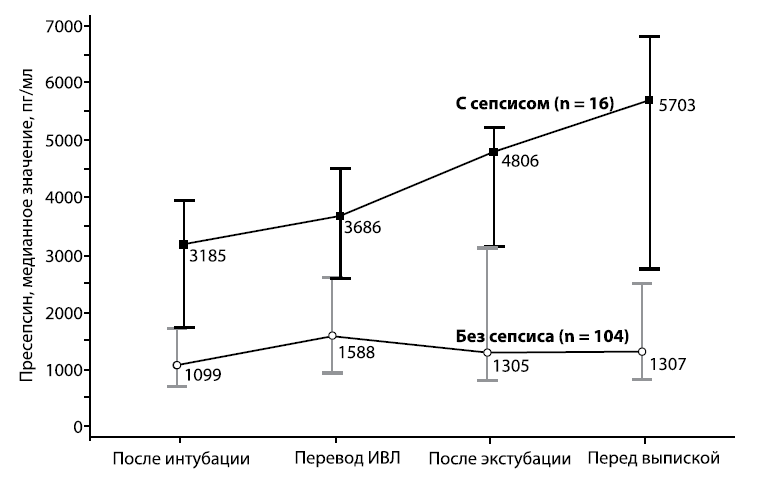 Пресепсин, медианное значение, пг/мл
7000
6000
5000
4000
3000
2000
1000
0
С сепсисом (n = 16)
5703
4806
3686
3185
Без сепсиса (n = 104)
1099
1588
1305
1307
После интубации
Перевод ИВЛ
После экстубации
Перед выпиской